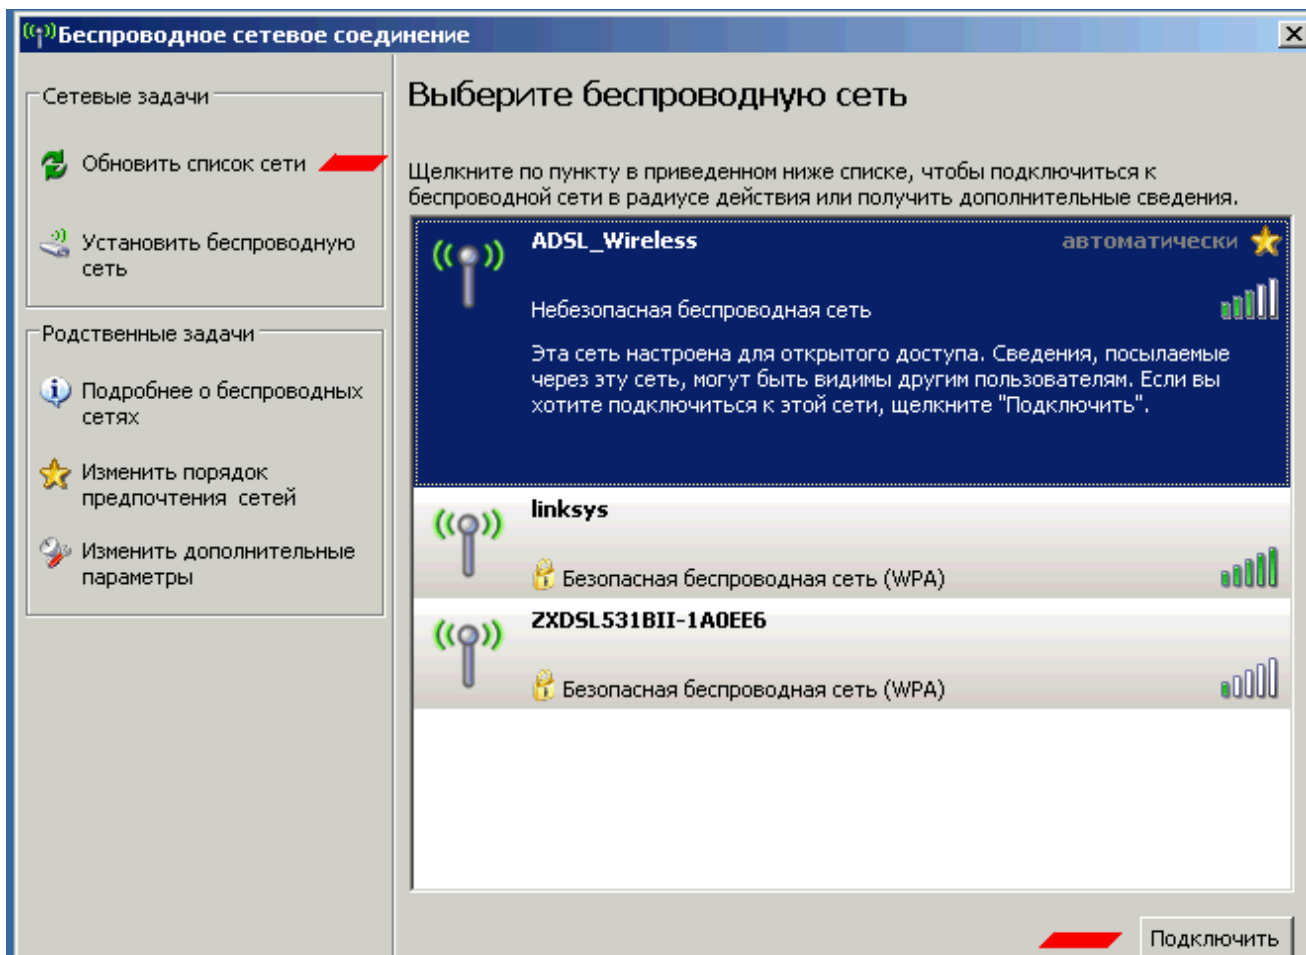 Беспроводное сетевое соединение
Сетевые задачи
Обновить список сети
Установить беспроводную
сеть
Родственные задачи
Подробнее о беспроводных
сетях
Изменить порядок
предпочтения сетей
Изменить дополнительные
параметры
Выберите беспроводную сеть
Щелкните по пункту в приведенном ниже списке, чтобы подключиться к
беспроводной сети в радиусе действия или получить дополнительные сведения.
ADSL_Wireless автоматически
Небезопасная беспроводная сеть
Эта сеть настроена для открытого доступа. Сведения, посылаемые
через эту сеть, могут быть видимы другим пользователям. Если вы
хотите подключиться к этой сети, щелкните "Подключить".
linksys
Безопасная беспроводная сеть (WPA)
ZXDSL531BII-1A0EE6
Безопасная беспроводная сеть (WPA)
Подключить